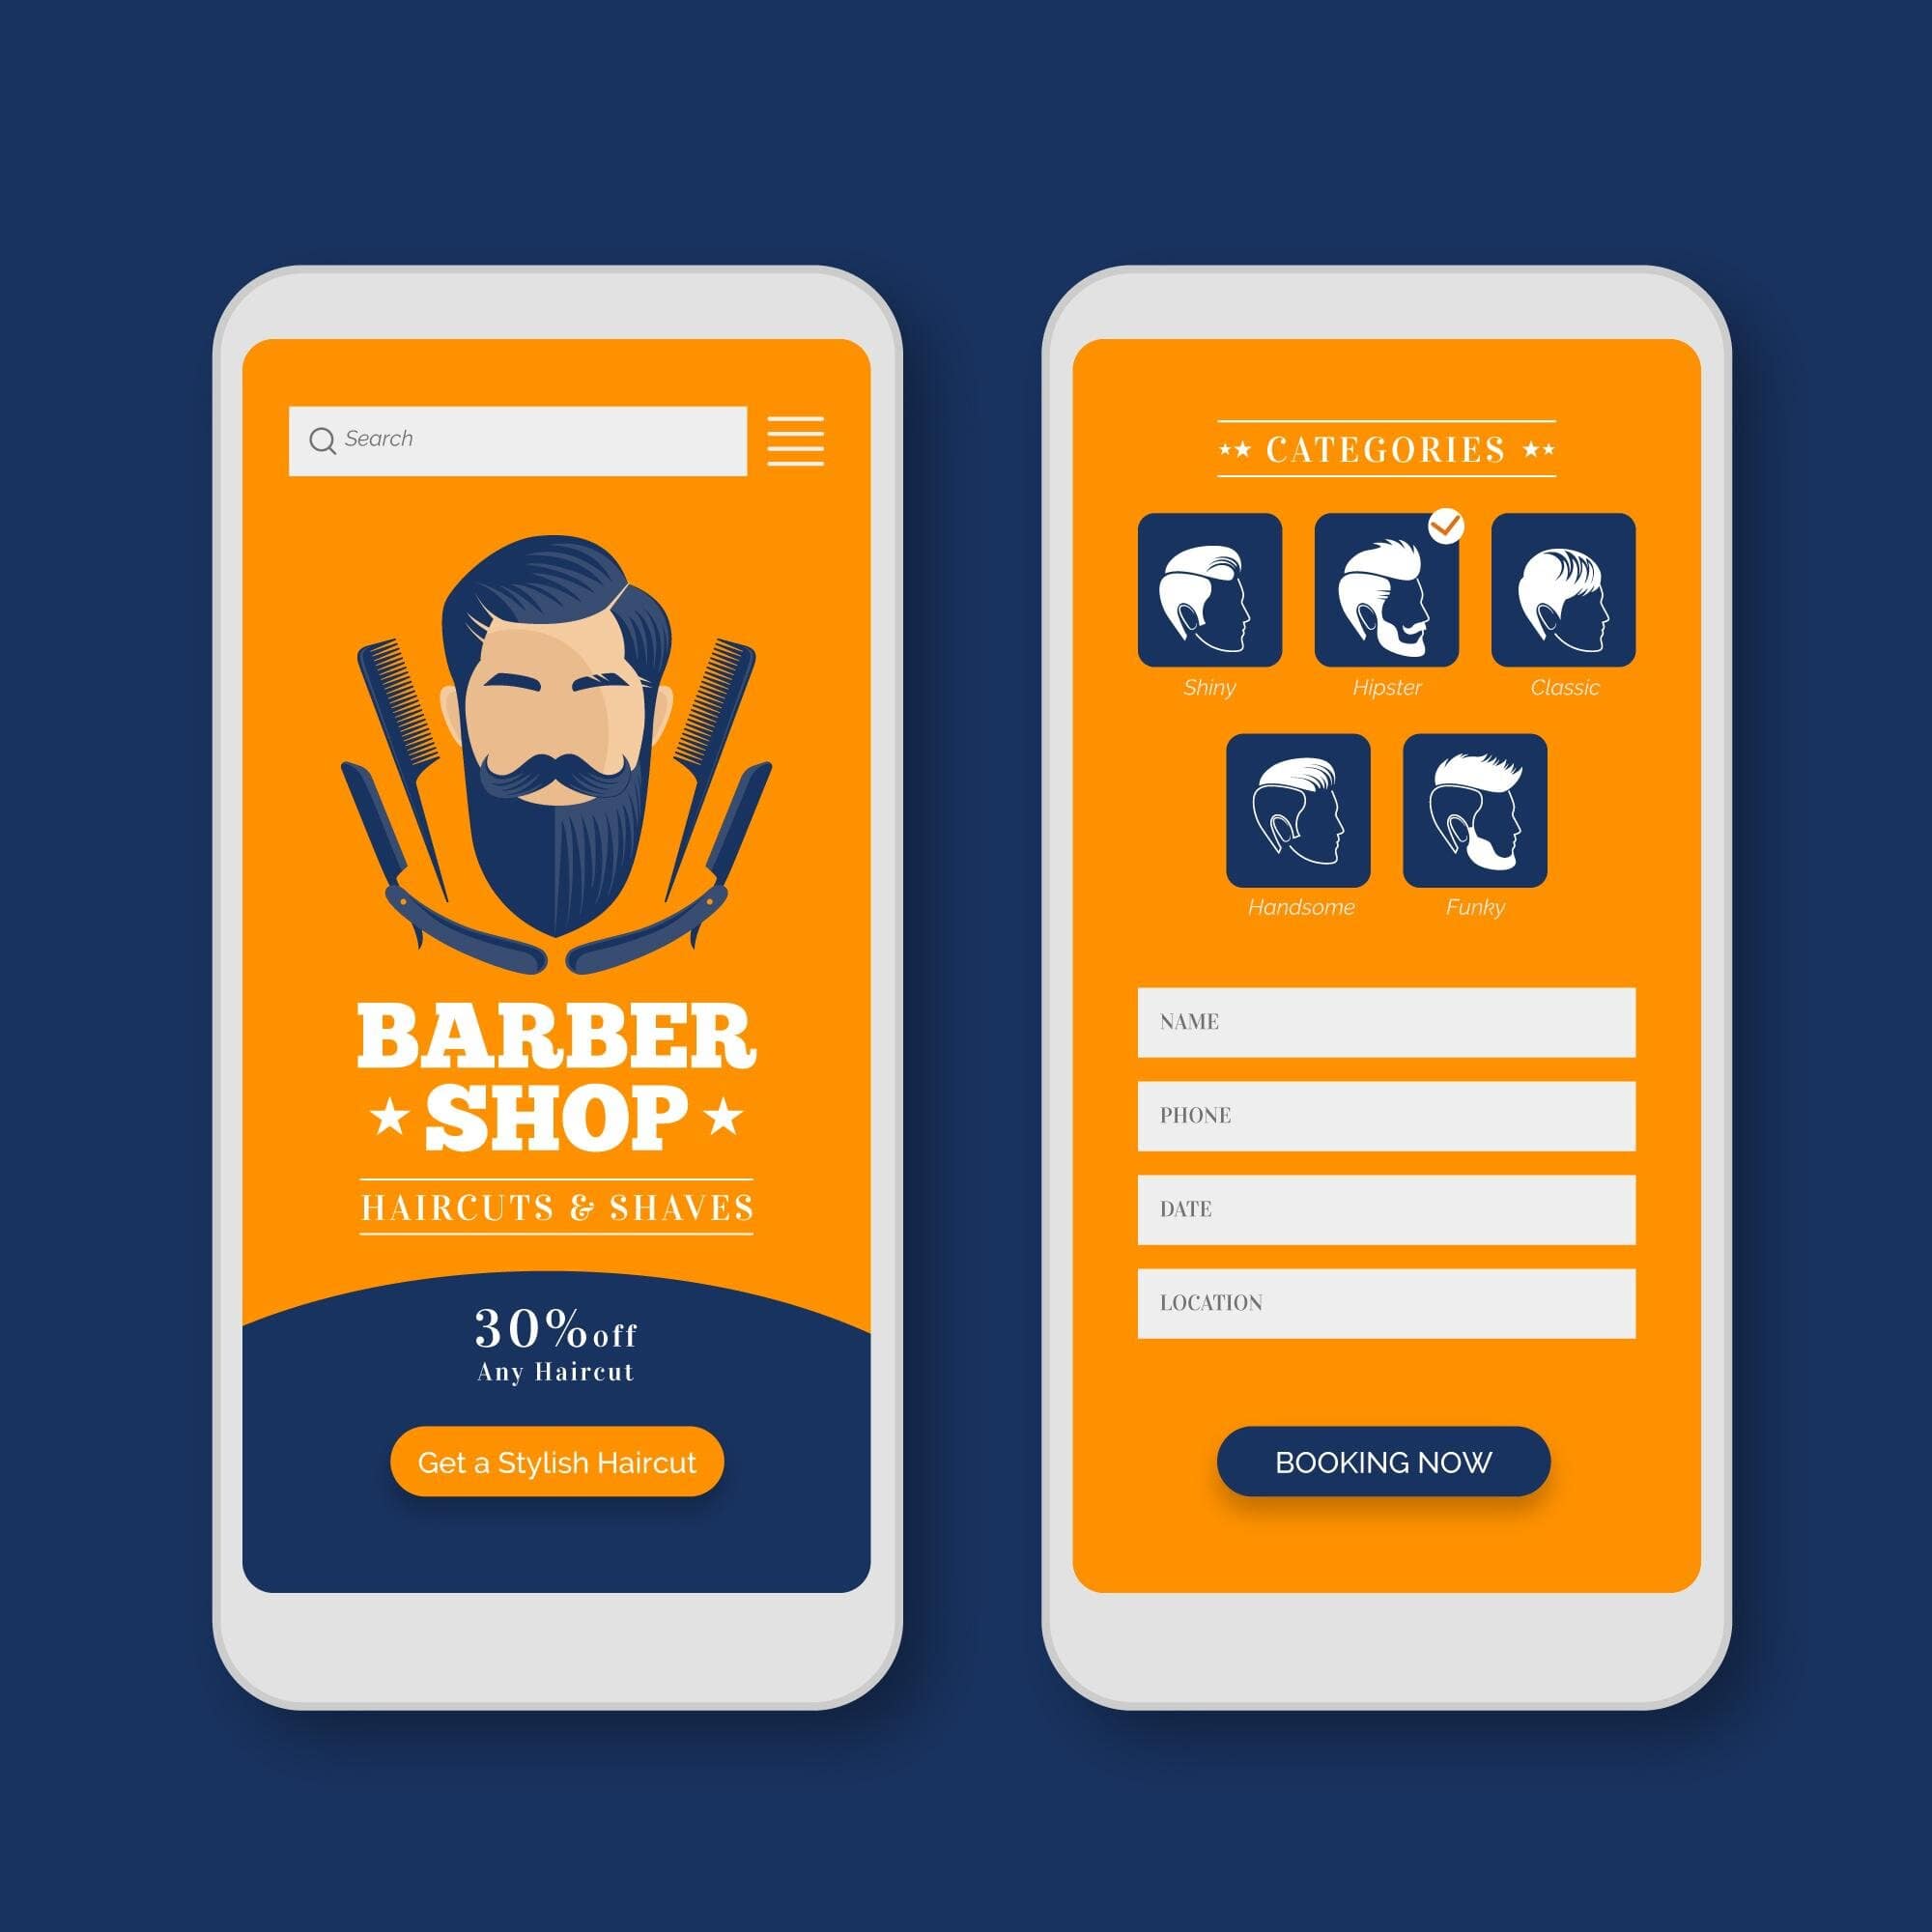 Search
BARBER
SHOP
HAIRCUTS & SHAVES
30% off
Any Haircut
Get a Stylish Haircut
CATEGORIES
Shiny
Hipster
Classic
Handsome
Funky
NAME
PHONE
DATE
LOCATION
BOOKING NOW